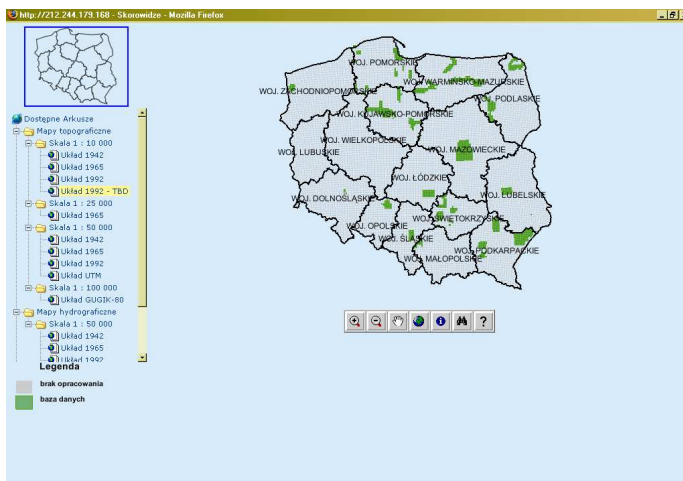 http://212.244.179.168 - Skorowidze - Mozilla Firefox
Dostępne Arkusze
Mapy topograficzne
Skala 1 : 10 000
Układ 1942
Układ 1965
Układ 1992
Układ 1992 - TBD
Skala 1 : 25 000
Układ 1965
Skala 1 : 50 000
Układ 1942
Układ 1965
Układ 1992
Układ UTM
Skala 1 : 100 000
Układ GUGIK-80
Mapy hydrograficzne
Skala 1 : 50 000
Układ 1942
Układ 1965
Układ 1992
Legenda
brak opracowania
baza danych
WOJ. POMORSKIE
WOJ. WARMIŃSKO-MAZURSKIE
WOJ. ZACHODNIOPOMORSKIE
WOJ. PODLASKIE
WOJ. KUJAWSKO-POMORSKIE
WOJ. WIELKOPOLSKIE
WOJ. LUBUSKIE
WOJ. MAZOWIECKIE
WOJ. ŁÓDZKIE
WOJ. DOLNOŚLĄSKIE
WOJ. LUBELSKIE
WOJ. OPOLSKIE
WOJ. ŚWIĘTOKRZYSKIE
WOJ. ŚLĄSKIE
WOJ. PODKARPACKIE
WOJ. MAŁOPOLSKIE
?